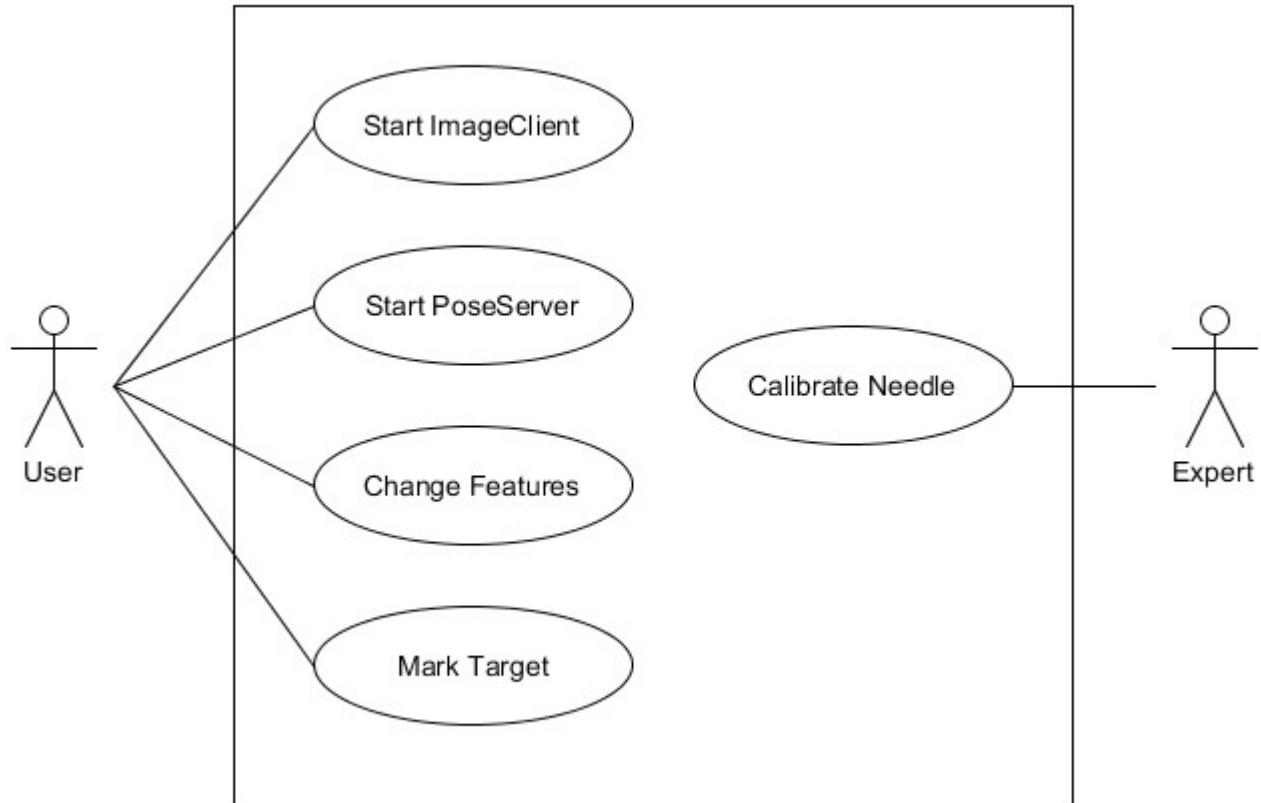 Start ImageClient
Start PoseServer
Change Features
Mark Target
Calibrate Needle
User
Expert